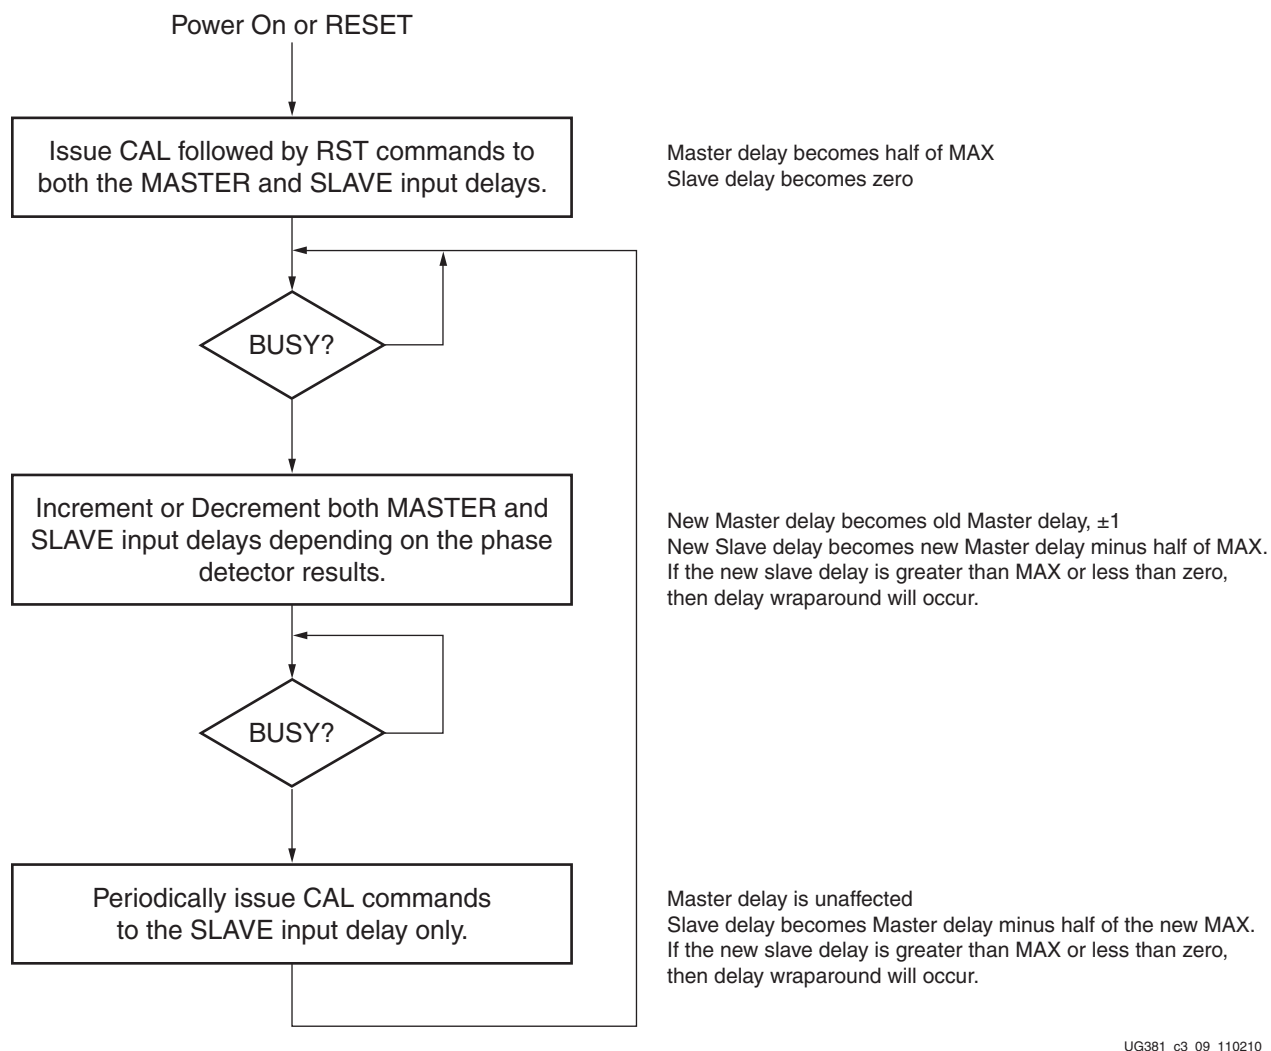 Power On or RESET
Issue CAL followed by RST commands to
both the MASTER and SLAVE input delays.
Master delay becomes half of MAX
Slave delay becomes zero
BUSY?
Increment or Decrement both MASTER and
SLAVE input delays depending on the phase
detector results.
New Master delay becomes old Master delay, ±1
New Slave delay becomes new Master delay minus half of MAX.
If the new slave delay is greater than MAX or less than zero,
then delay wraparound will occur.
BUSY?
Periodically issue CAL commands
to the SLAVE input delay only.
Master delay is unaffected
Slave delay becomes Master delay minus half of the new MAX.
If the new slave delay is greater than MAX or less than zero,
then delay wraparound will occur.
UG381_c3_09_110210